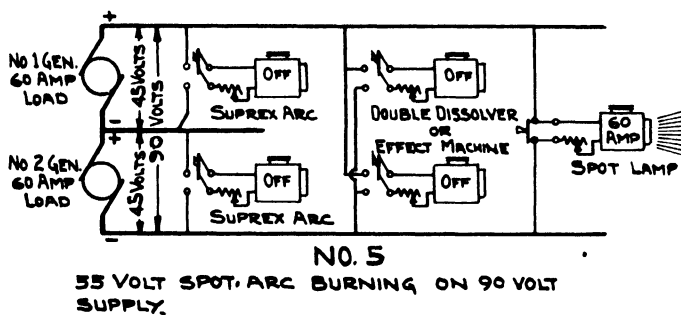 +
No 1 GEN.
60 AMP
LOAD
45 VOLTS
90 VOLTS
OFF
SUPREX ARC
OFF
DOUBLE DISSOLVER
OR
EFFECT MACHINE
60
AMP
SPOT LAMP
-
+
No 2 GEN.
60 AMP
LOAD
45 VOLTS
OFF
SUPREX ARC
OFF
-
NO. 5
55 VOLT SPOT. ARC BURNING ON 90 VOLT
SUPPLY.